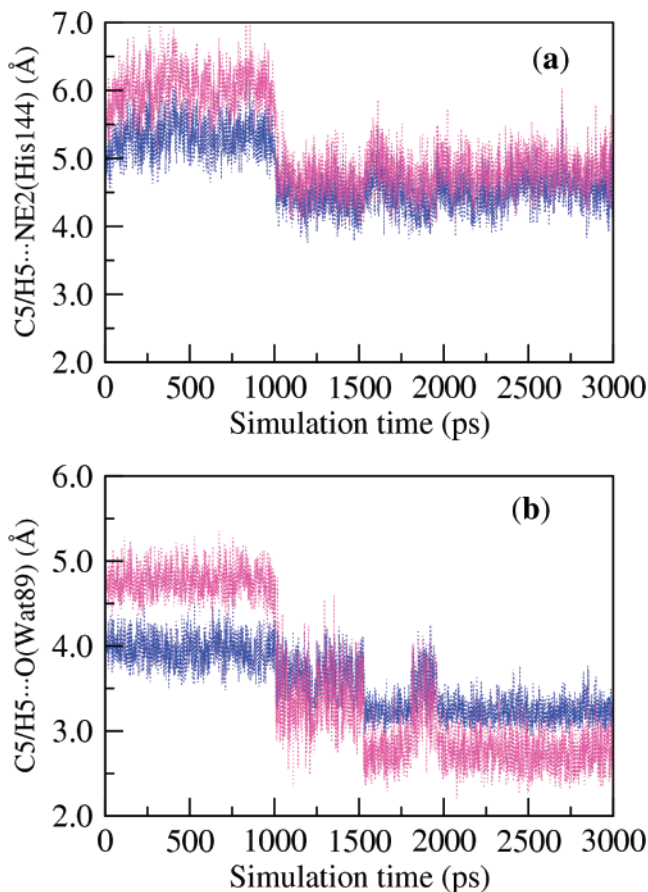 7.0
(a)
6.0
5.0
4.0
3.0
2.0
C5/H5···NE2(His144) (Å)
0 500 1000 1500 2000 2500 3000
Simulation time (ps)
6.0
(b)
5.0
4.0
3.0
2.0
C5/H5···O(Wat89) (Å)
0 500 1000 1500 2000 2500 3000
Simulation time (ps)